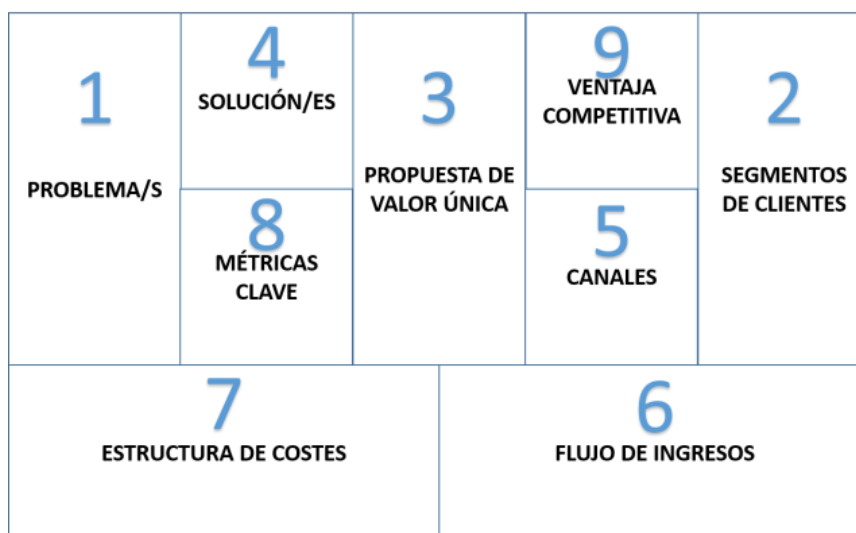 1
PROBLEMA/S
4
SOLUCIÓN/ES
8
MÉTRICAS
CLAVE
3
PROPUESTA DE
VALOR ÚNICA
9
VENTAJA
COMPETITIVA
5
CANALES
2
SEGMENTOS
DE CLIENTES
7
ESTRUCTURA DE COSTES
6
FLUJO DE INGRESOS